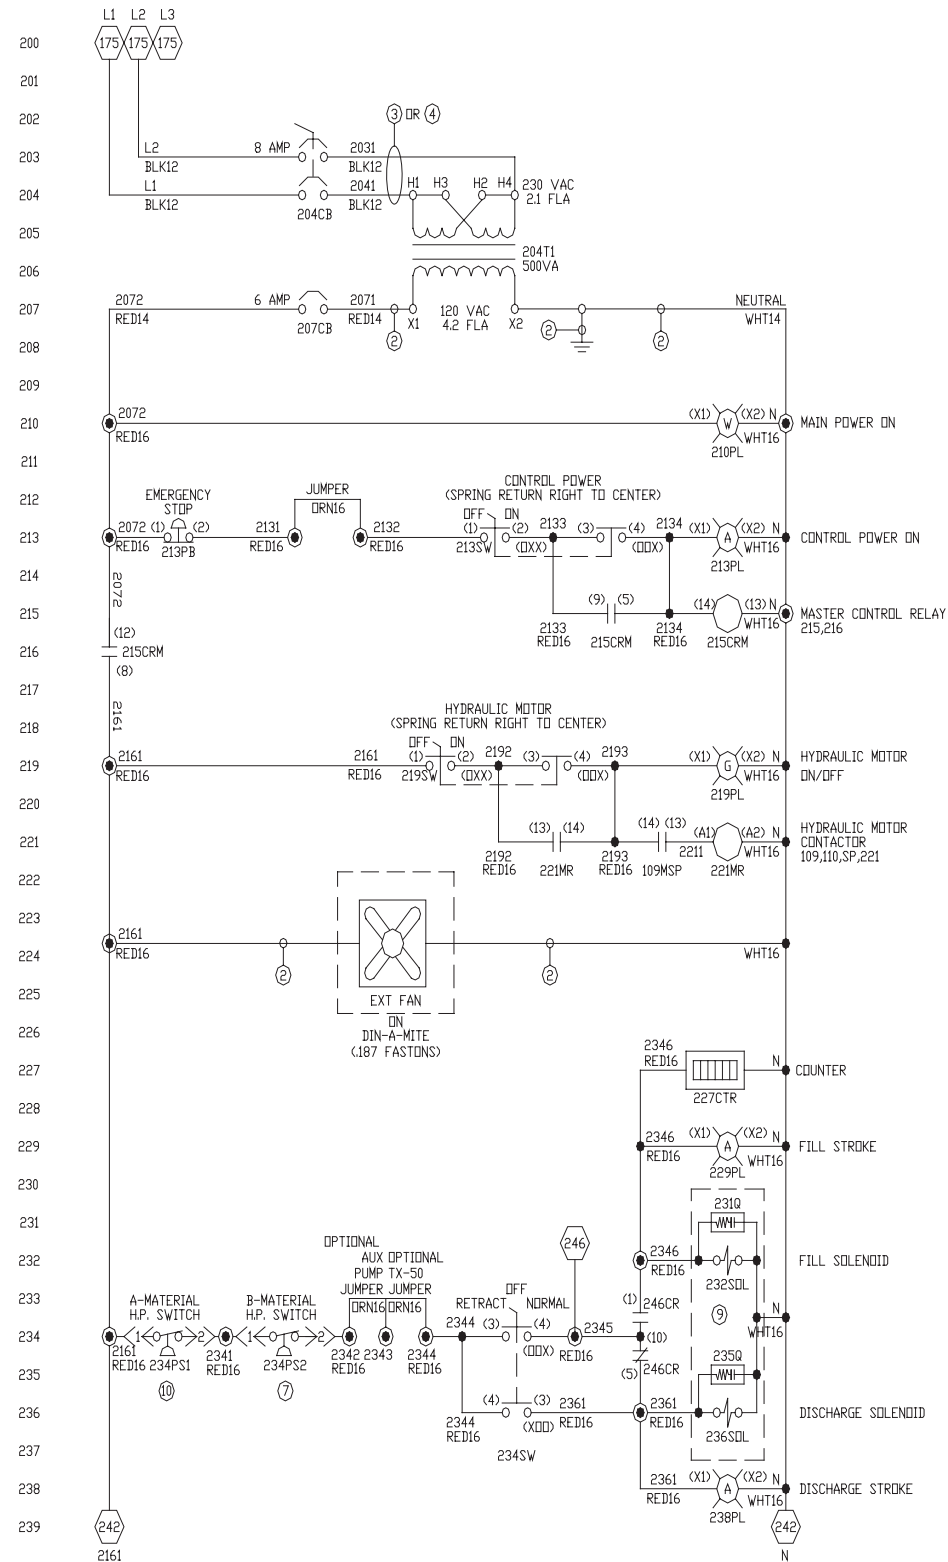 L1 L2 L3
200 175 175 175
201
202 3 OR 4
203 L2 8 AMP 2031
BLK12 BLK12
204 L1 2041 H1 H3 H2 H4 230 VAC
BLK12 204CB BLK12 2.1 FLA
205
204T1
206 500VA
2072 6 AMP 2071 120 VAC NEUTRAL
207 RED14 207CB RED14 X1 4.2 FLA X2 WHT14
208 2 2 2
209
2072 (X1) (X2) N
210 W MAIN POWER ON
RED16 210PL WHT16
211
CONTROL POWER
212 EMERGENCY JUMPER (SPRING RETURN RIGHT TO CENTER)
STOP ORN16 OFF ON
2072 (1) (2) 2131 2132 (1) (2) 2133 (3) (4) 2134 (X1) (X2) N
213 A CONTROL POWER ON
RED16 213PB RED16 RED16 213SW (OXX) (OOX) 213PL WHT16
214 2072
(9) (5) (14) (13) N
215 MASTER CONTROL RELAY
2133 2134 WHT16 215,216
(12) RED16 215CRM RED16 215CRM
216 215CRM
(8)
217
2161 HYDRAULIC MOTOR
218 (SPRING RETURN RIGHT TO CENTER)
OFF ON
2161 2161 (1) (2) 2192 (3) (4) 2193 (X1) (X2) N HYDRAULIC MOTOR
219 G
RED16 RED16 219SW (OXX) (OOX) 219PL WHT16 ON/OFF
220
(13) (14) (14) (13) (A1) (A2) N HYDRAULIC MOTOR
221 CONTACTOR
2192 2193 2211 WHT16 109,110,SP,221
RED16 221MR RED16 109MSP 221MR
222
223
2161
224 RED16 WHT16
2 2
225 EXT FAN
ON
226 DIN-A-MITE
(.187 FASTONS)
2346
RED16 N
227 COUNTER
227CTR
228
2346 (X1) (X2) N
229 A FILL STROKE
RED16 229PL WHT16
230
231Q
231
OPTIONAL 246 2346
232 AUX OPTIONAL RED16 FILL SOLENOID
PUMP TX-50 232SOL
JUMPER JUMPER OFF
233 A-MATERIAL B-MATERIAL ORN16 ORN16 RETRACT NORMAL (1) 246CR 9 N
H.P. SWITCH H.P. SWITCH 2344 (3) (4) 2345 WHT16
234 1 2 1 2 (OOX) (10)
2161 2341 2342 2343 2344 RED16
RED16 234PS1 RED16 234PS2 RED16 RED16
235 (5) 246CR 235Q
10 7
(4) (3) 2361 2361
236 DISCHARGE SOLENOID
2344 (XOO) RED16 RED16 236SOL
RED16
237 234SW
2361 (X1) (X2) N
238 A DISCHARGE STROKE
RED16 238PL WHT16
239 242 242
2161 N